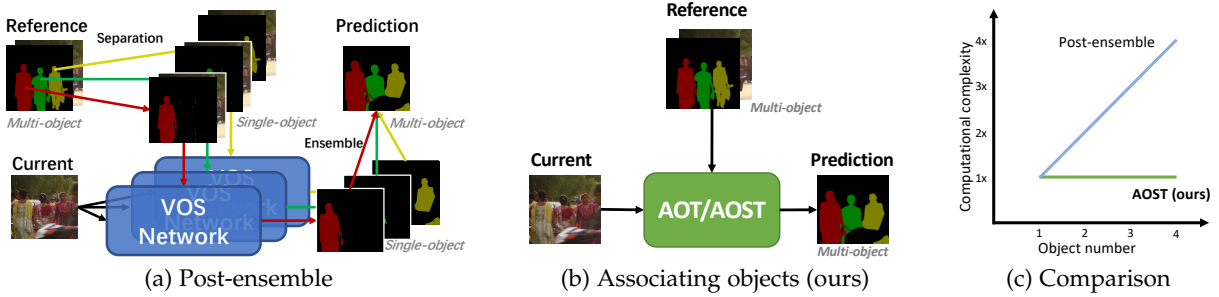 Reference
Separation
Multi-object
Single-object
Prediction
Multi-object
Ensemble
Current
VOS
VOS
VOS
Network
Single-object
(a) Post-ensemble
Reference
Multi-object
Current
AOT/AOST
Prediction
Multi-object
(b) Associating objects (ours)
Computational complexity
4x
3x
2x
1x
Post-ensemble
AOST (ours)
1 2 3 4
Object number
(c) Comparison